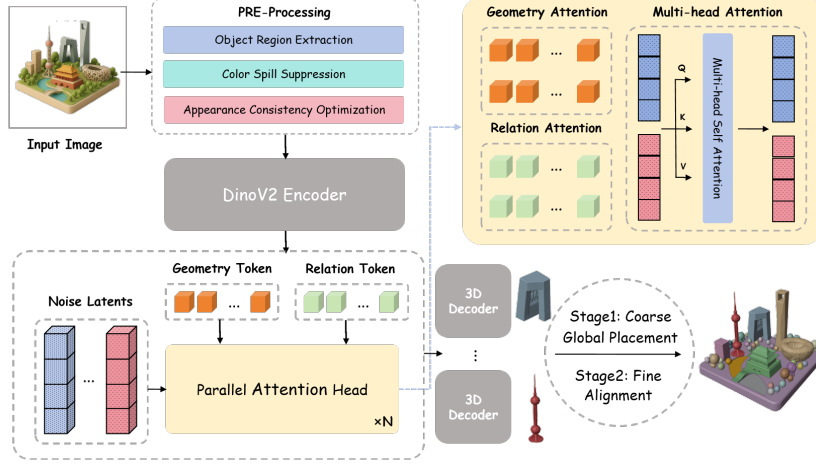 PRE-Processing
Object Region Extraction
Color Spill Suppression
Appearance Consistency Optimization
Input Image
DinoV2 Encoder
Geometry Token
Relation Token
Noise Latents
Parallel Attention Head
×N
Geometry Attention
Relation Attention
Multi-head Attention
Q
K
V
Multi-head Self Attention
3D
Decoder
3D
Decoder
Stage1: Coarse
Global Placement
Stage2: Fine
Alignment